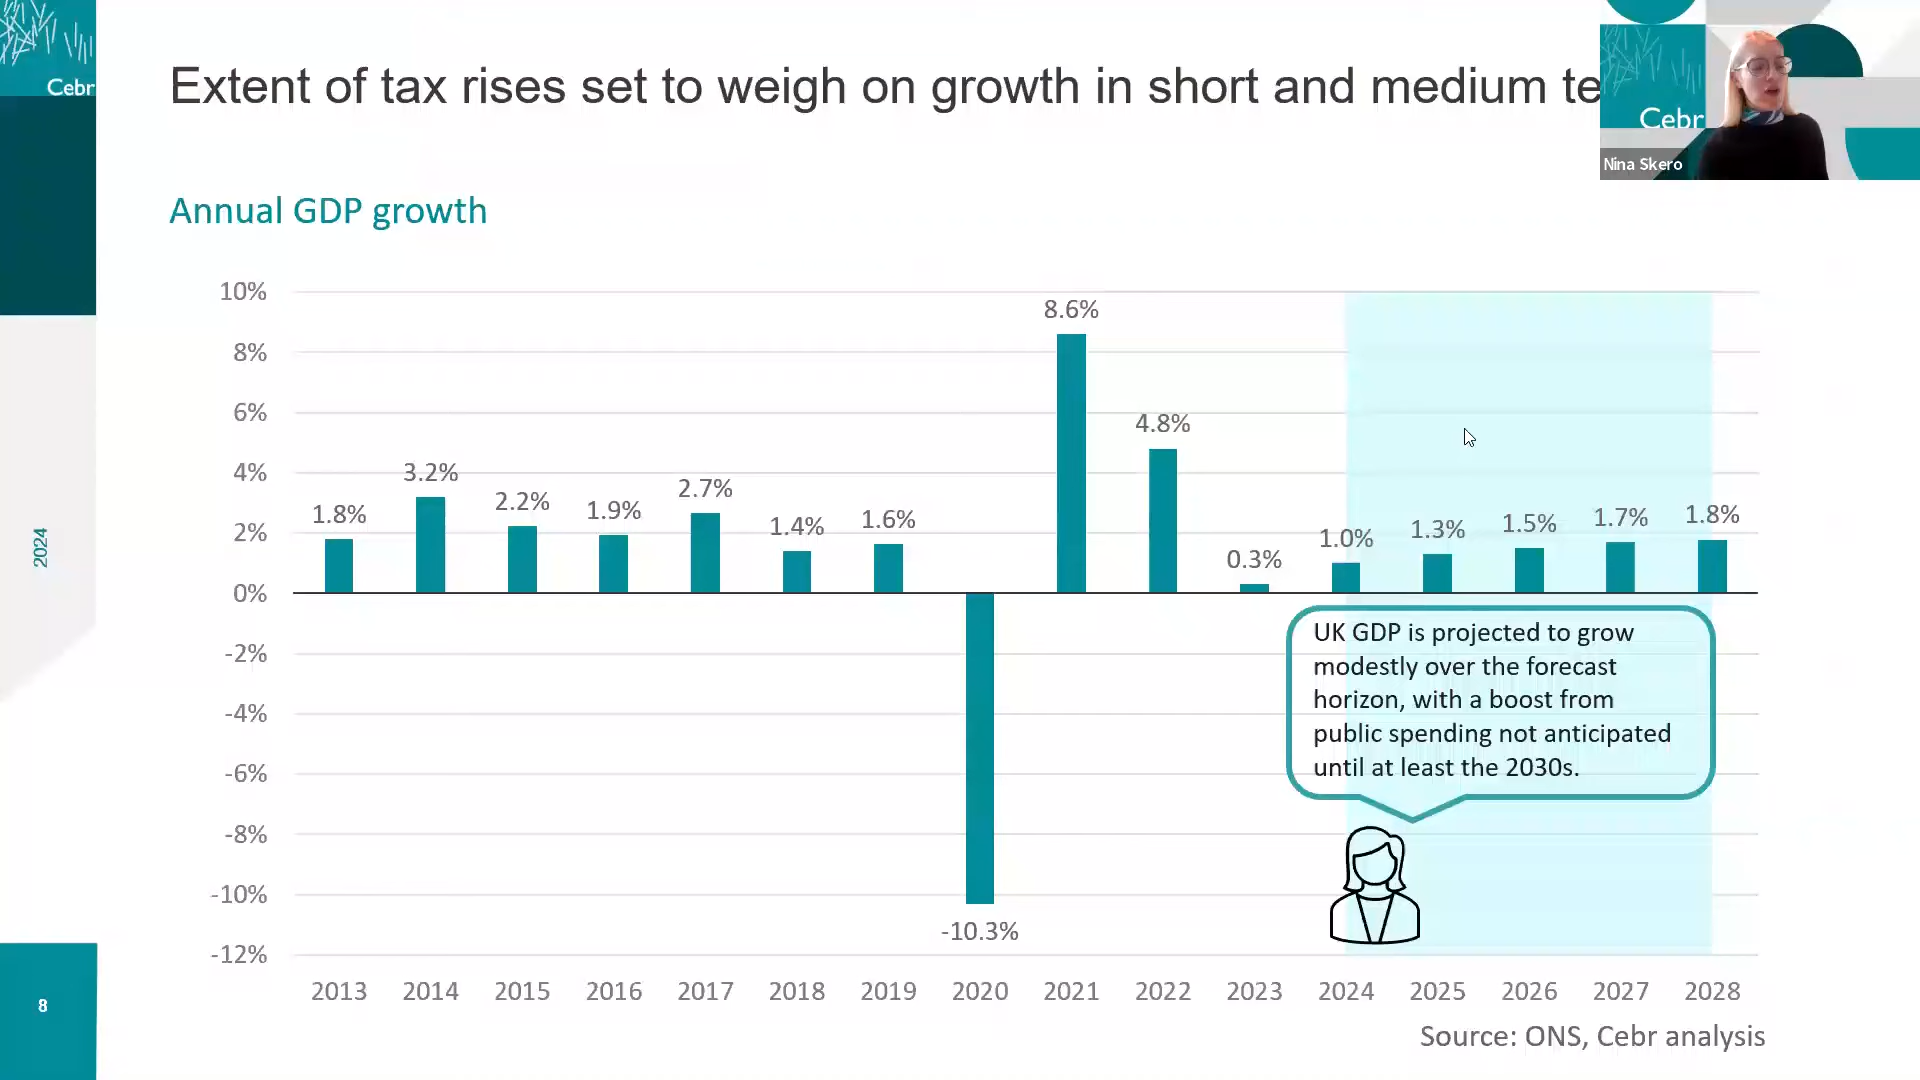 Cebr
Extent of tax rises set to weigh on growth in short and medium
Cebr
Nina Skero
Annual GDP growth
10%
8%
6%
4%
2%
0%
-2%
-4%
-6%
-8%
-10%
-12%
1.8%
3.2%
2.2%
1.9%
2.7%
1.4%
1.6%
-10.3%
8.6%
4.8%
0.3%
1.0%
1.3%
1.5%
1.7%
1.8%
UK GDP is projected to grow
modestly over the forecast
horizon, with a boost from
public spending not anticipated
until at least the 2030s.
2013 2014 2015 2016 2017 2018 2019 2020 2021 2022 2023 2024 2025 2026 2027 2028
Source: ONS, Cebr analysis
2024
8